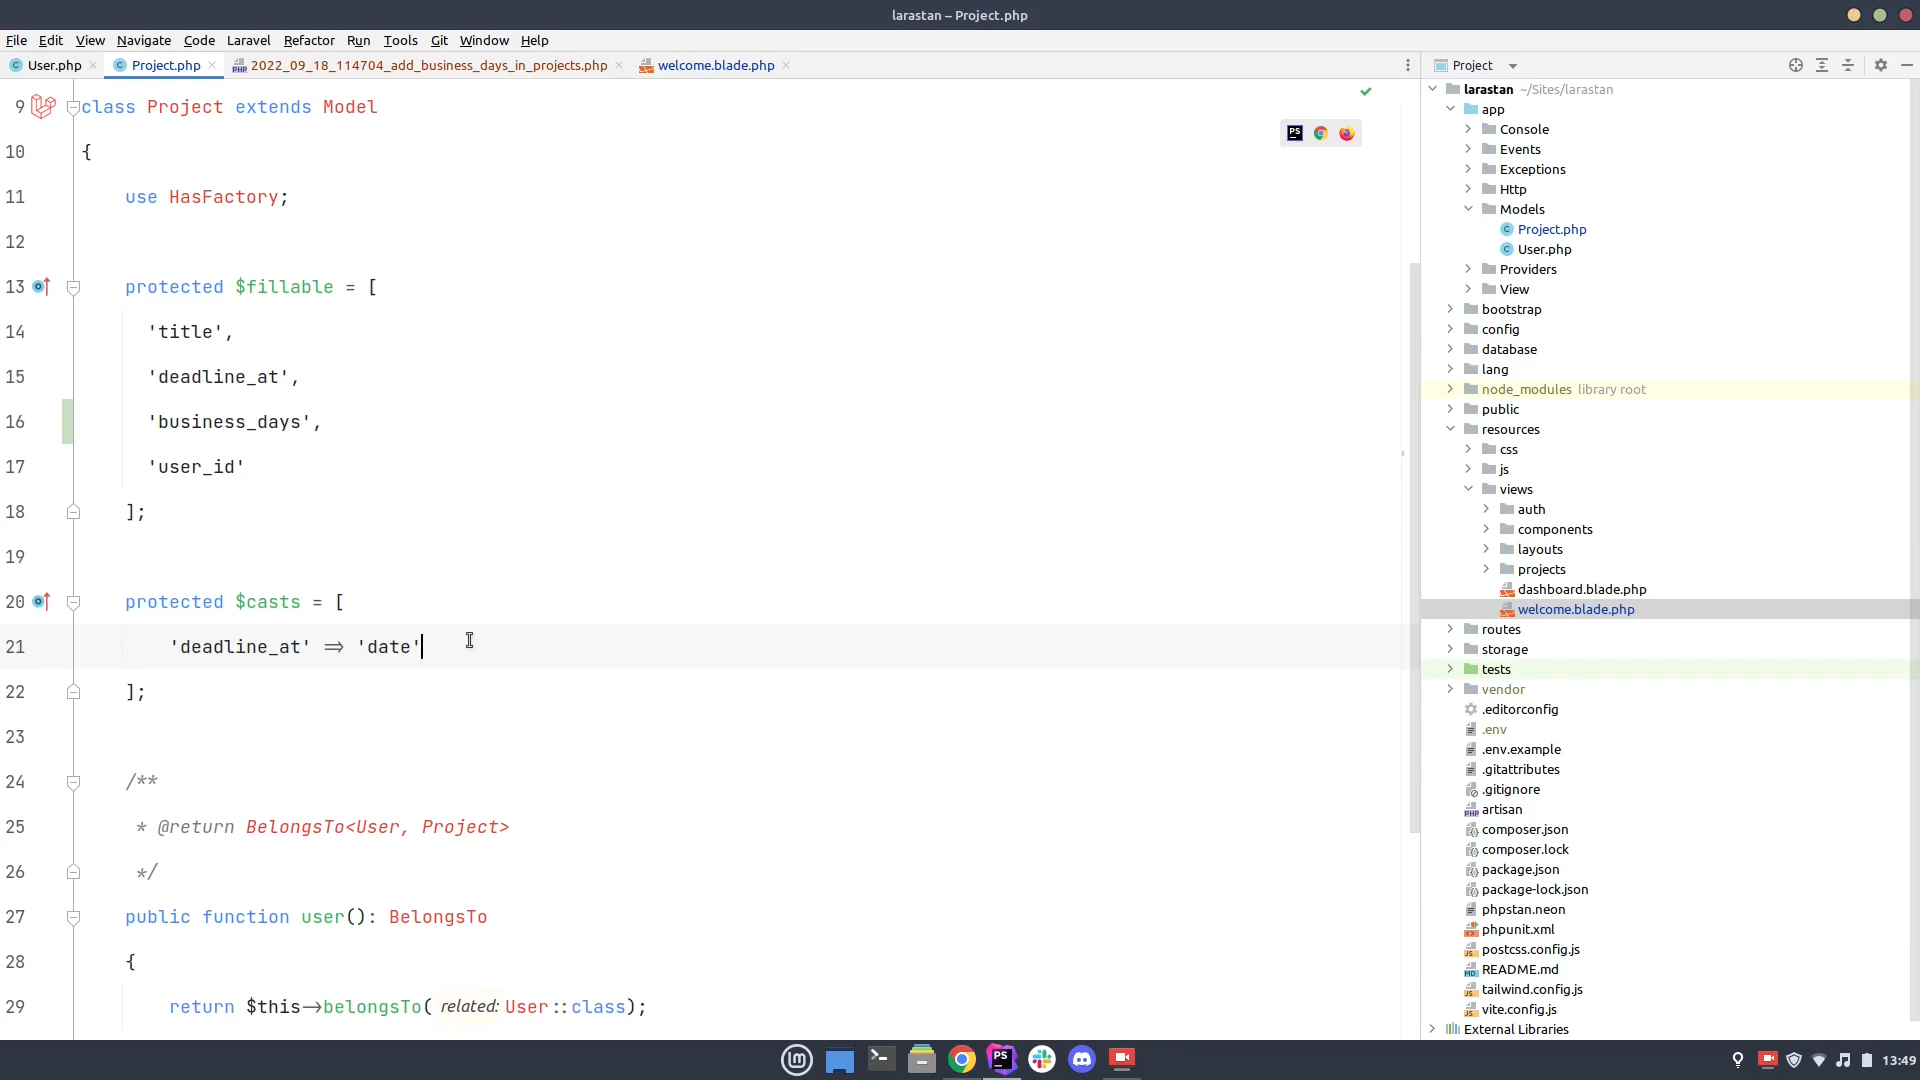 larastan – Project.php
File Edit View Navigate Code Laravel Refactor Run Tools Git Window Help
User.php Project.php 2022_09_18_114704_add_business_days_in_projects.php welcome.blade.php
9 class Project extends Model
10 {
11 use HasFactory;
12
13 protected $fillable = [
14 'title',
15 'deadline_at',
16 'business_days',
17 'user_id'
18 ];
19
20 protected $casts = [
21 'deadline_at' => 'date'
22 ];
23
24 /**
25 * @return BelongsTo<User, Project>
26 */
27 public function user(): BelongsTo
28 {
29 return $this->belongsTo( related: User::class);
Project
larastan ~/Sites/larastan
app
Console
Events
Exceptions
Http
Models
Project.php
User.php
Providers
View
bootstrap
config
database
lang
node_modules library root
public
resources
css
js
views
auth
components
layouts
projects
dashboard.blade.php
welcome.blade.php
routes
storage
tests
vendor
.editorconfig
.env
.env.example
.gitattributes
.gitignore
artisan
composer.json
composer.lock
package.json
package-lock.json
phpstan.neon
phpunit.xml
postcss.config.js
README.md
tailwind.config.js
vite.config.js
External Libraries
13:49